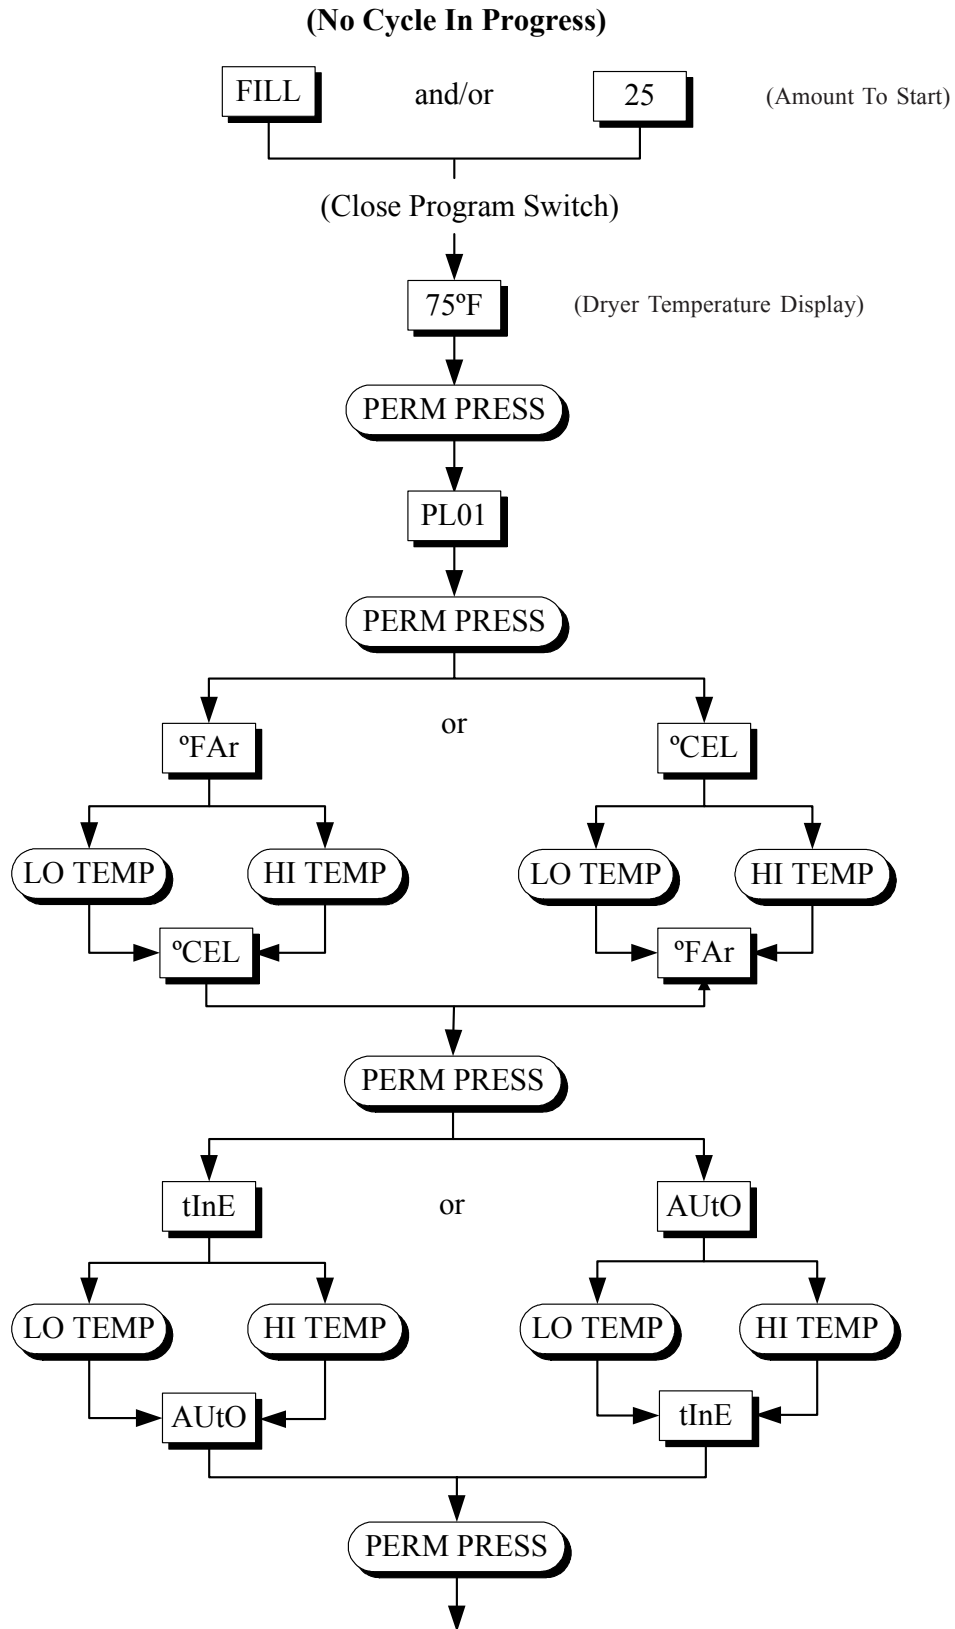 (No Cycle In Progress)
FILL and/or 25 (Amount To Start)
(Close Program Switch)
75ºF (Dryer Temperature Display)
PERM PRESS
PL01
PERM PRESS
ºFAr or ºCEL
LO TEMP HI TEMP LO TEMP HI TEMP
ºCEL ºFAr
PERM PRESS
tInE or AUtO
LO TEMP HI TEMP LO TEMP HI TEMP
AUtO tInE
PERM PRESS